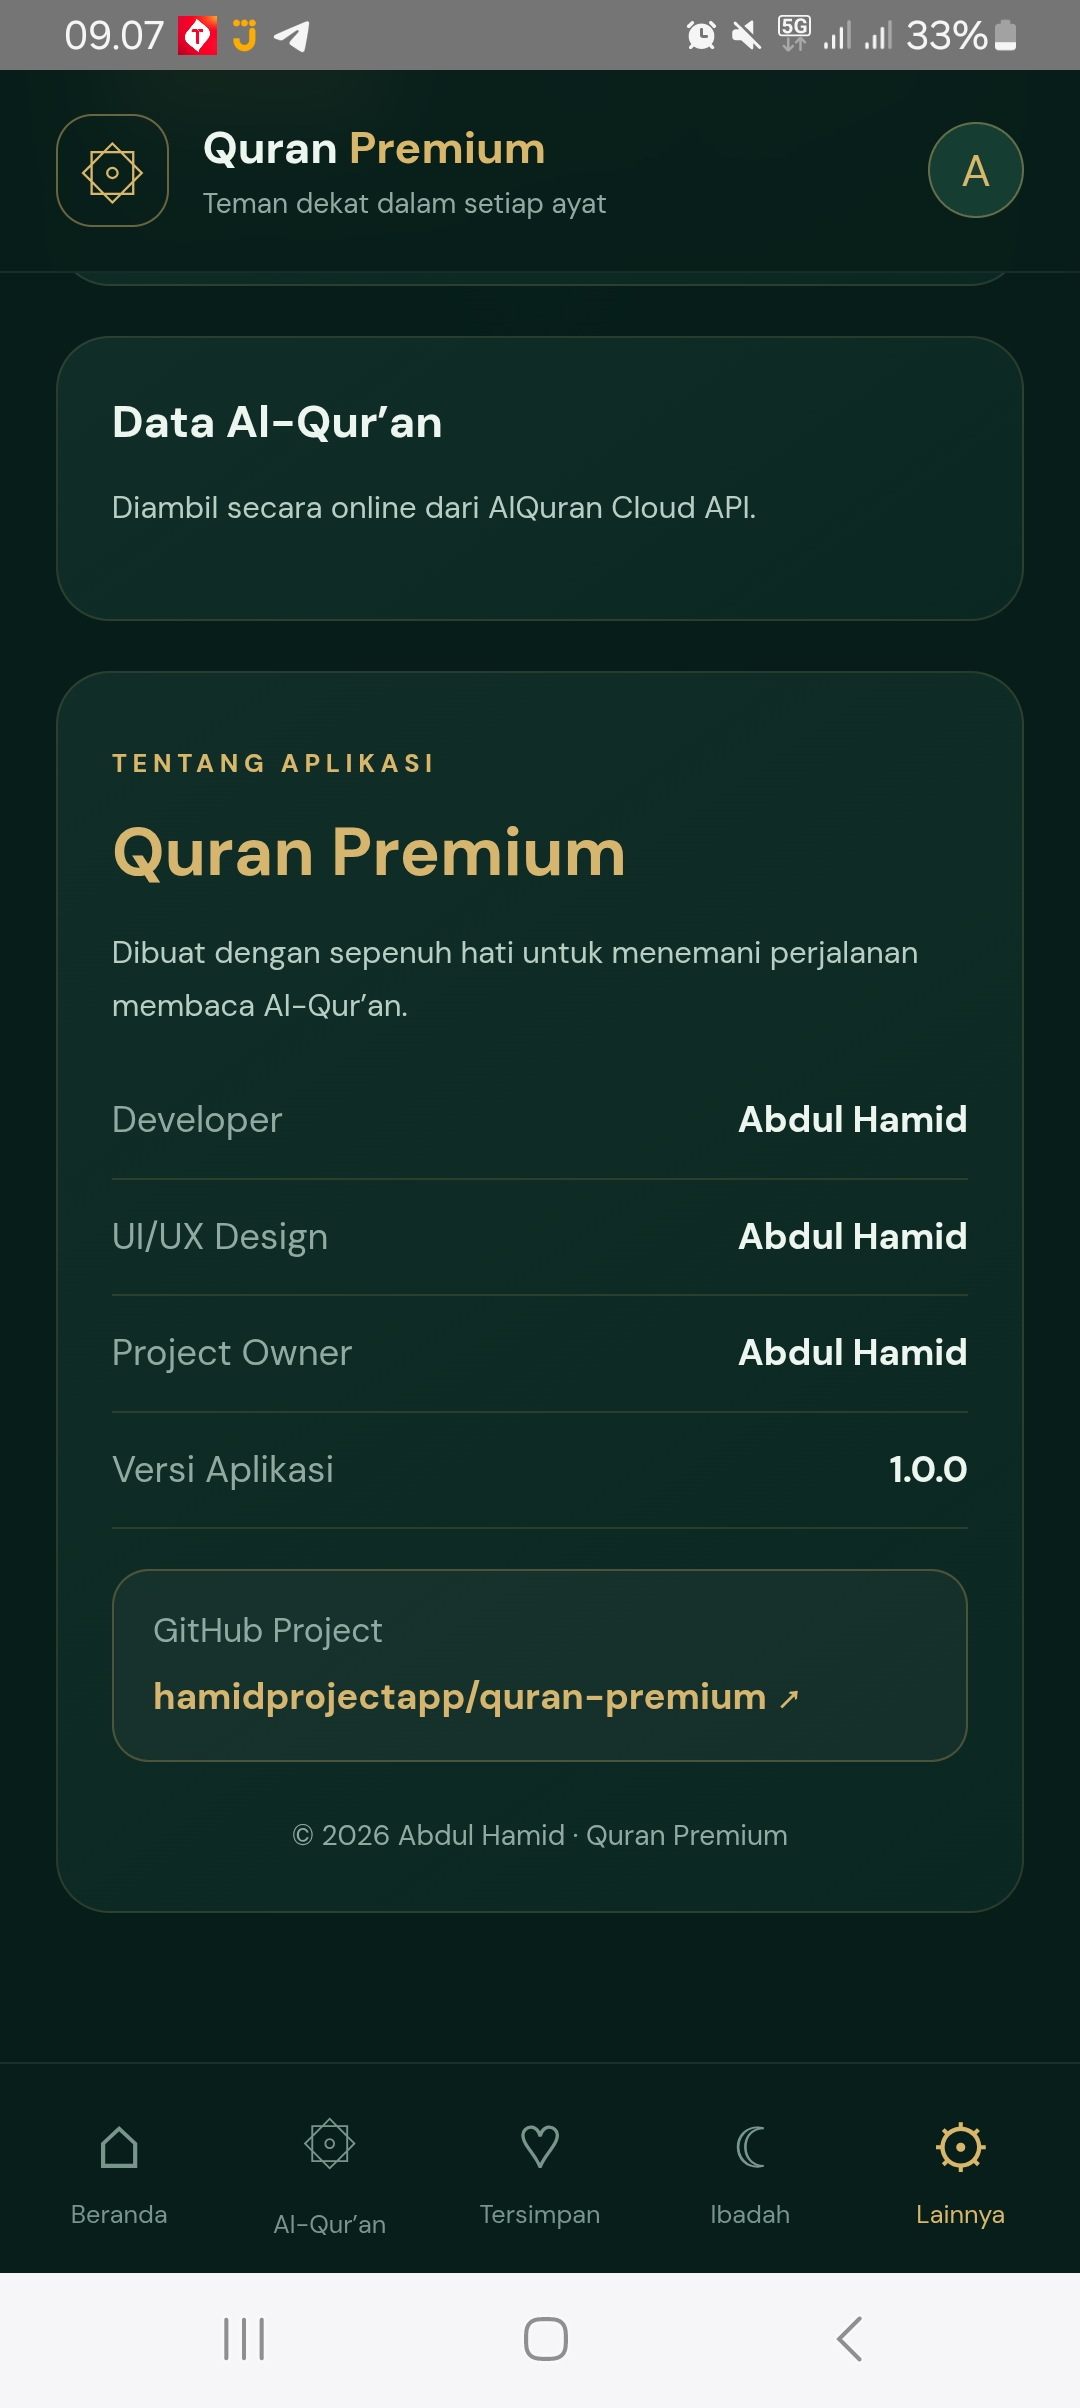 09.07
5G
33%
Quran Premium
Teman dekat dalam setiap ayat
A
Data Al-Qur’an
Diambil secara online dari AlQuran Cloud API.
TENTANG APLIKASI
Quran Premium
Dibuat dengan sepenuh hati untuk menemani perjalanan
membaca Al-Qur’an.
Developer Abdul Hamid
UI/UX Design Abdul Hamid
Project Owner Abdul Hamid
Versi Aplikasi 1.0.0
GitHub Project
hamidprojectapp/quran-premium ↗
© 2026 Abdul Hamid · Quran Premium
Beranda Al-Qur’an Tersimpan Ibadah Lainnya